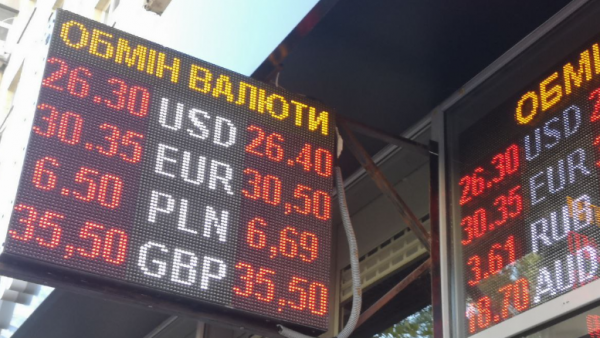 ОБМІН ВАЛЮТИ
26.30 USD 26.40
30.35 EUR 30,50
6.50 PLN 6,69
35,50 GBP 35,50
ОБМІ
26.30 USD
30.35 EUR
3.61 RUB
18.70 AUD